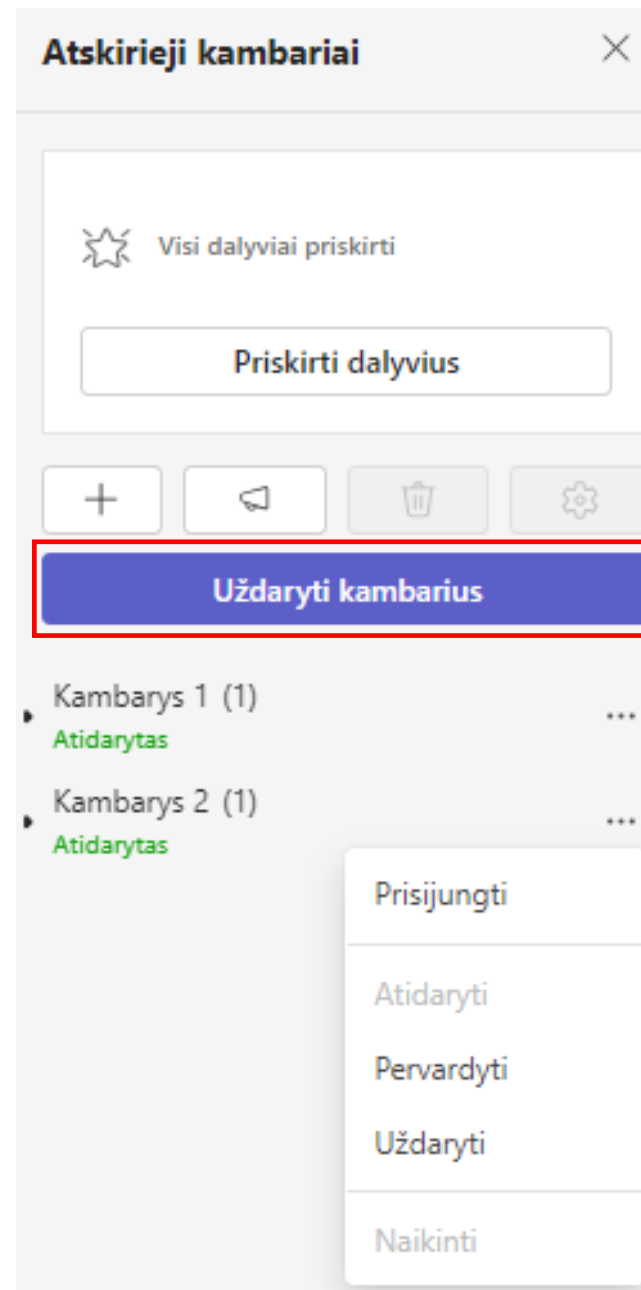 Atskirieji kambariai
Visi dalyviai priskirti
Priskirti dalyvius
Uždaryti kambarius
Kambarys 1 (1)
Atidarytas
Kambarys 2 (1)
Atidarytas
Prisijungti
Atidaryti
Pervardyti
Uždaryti
Naikinti